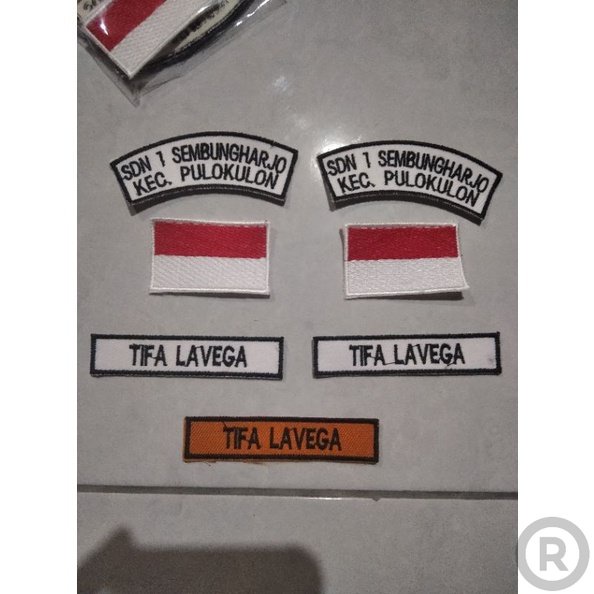 SDN 1 SEMBUNGHARJO
KEC. PULOKULON
SDN 1 SEMBUNGHARJO
KEC. PULOKULON
TIFA LAVEGA
TIFA LAVEGA
TIFA LAVEGA
R